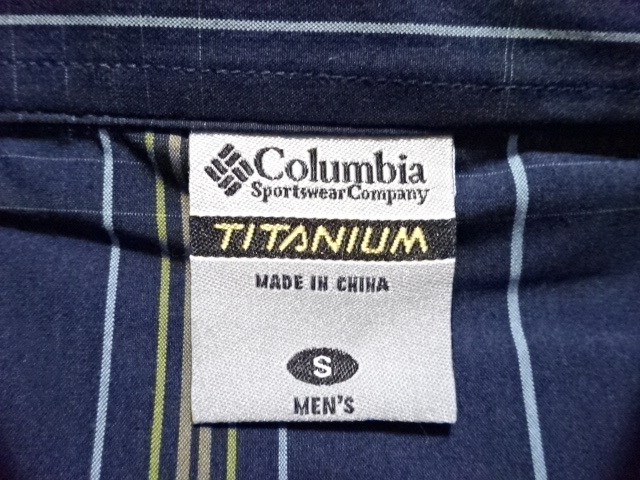 Columbia
Sportswear Company
TITANIUM
MADE IN CHINA
S
MEN'S